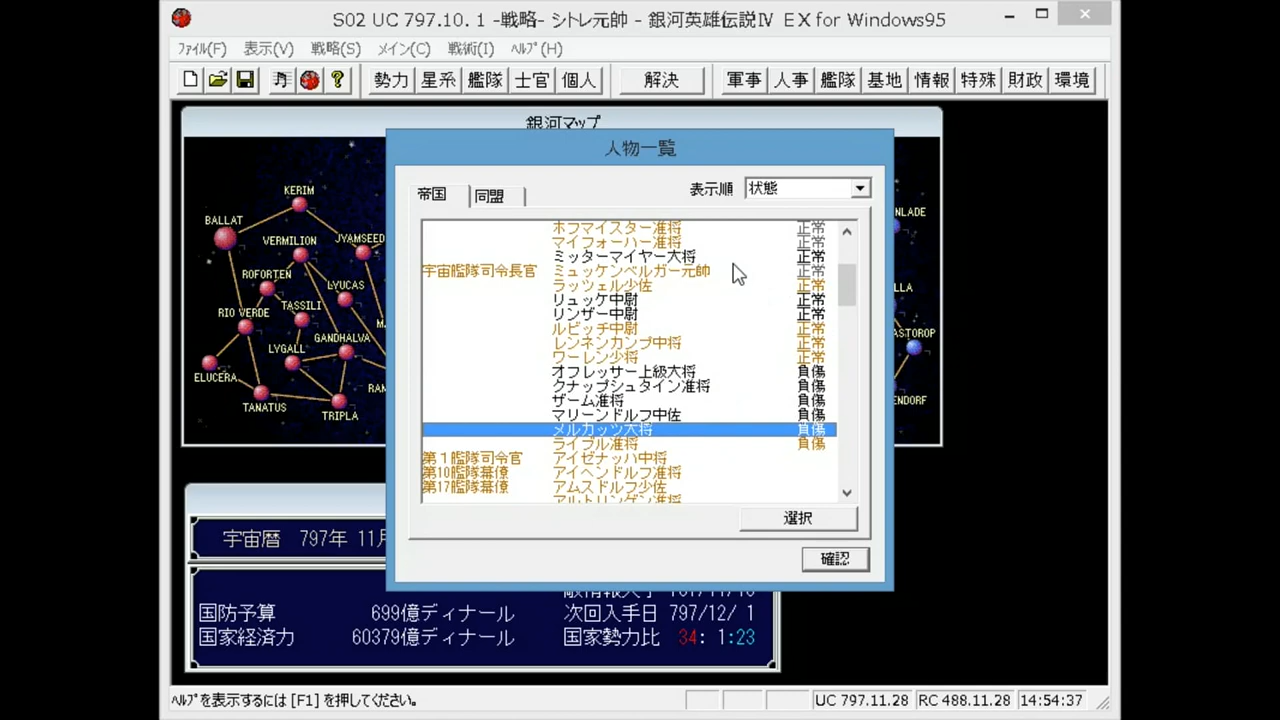 S02 UC 797.10. 1 -戦略- シトレ元帥 - 銀河英雄伝説Ⅳ EX for Windows95
ﾌｧｲﾙ(F) 表示(V) 戦略(S) メイン(C) 戦術(I) ﾍﾙﾌﾟ(H)
勢力 星系 艦隊 士官 個人 解決 軍事 人事 艦隊 基地 情報 特殊 財政 環境
銀河マップ
人物一覧
帝国 同盟 表示順 状態
ホフマイスター准将 正常
マイフォーハー准将 正常
ミッターマイヤー大将 正常
宇宙艦隊司令長官 ミュッケンベルガー元帥 正常
ラッツェル少佐 正常
リュッケ中尉 正常
リンザー中尉 正常
ルビッチ中尉 正常
レンネンカンプ中将 正常
ワーレン少将 正常
オフレッサー上級大将 負傷
クナップシュタイン准将 負傷
ザーム准将 負傷
マリーンドルフ中佐 負傷
メルカッツ大将 負傷
ライブル准将 負傷
第１艦隊司令官 アイゼナッハ中将
第10艦隊幕僚 アイヘンドルフ准将
第17艦隊幕僚 アムスドルフ少佐
アルトリンゲン准将
選択
確認
KERIM
BALLAT
VERMILION
JYAMSEED
ROFORTEN
LYUCAS
TASSILI
RIO VERDE
GANDHALVA
LYGALL
ELUCERA
RAM
TANATUS
TRIPLA
NLADE
LLA
ASTOROP
ENDORF
宇宙暦 797年 11月
国防予算 699億ディナール 次回入手日 797/12/ 1
国家経済力 60379億ディナール 国家勢力比 34: 1:23
ﾍﾙﾌﾟを表示するには [F1] を押してください。 UC 797.11.28 RC 488.11.28 14:54:37